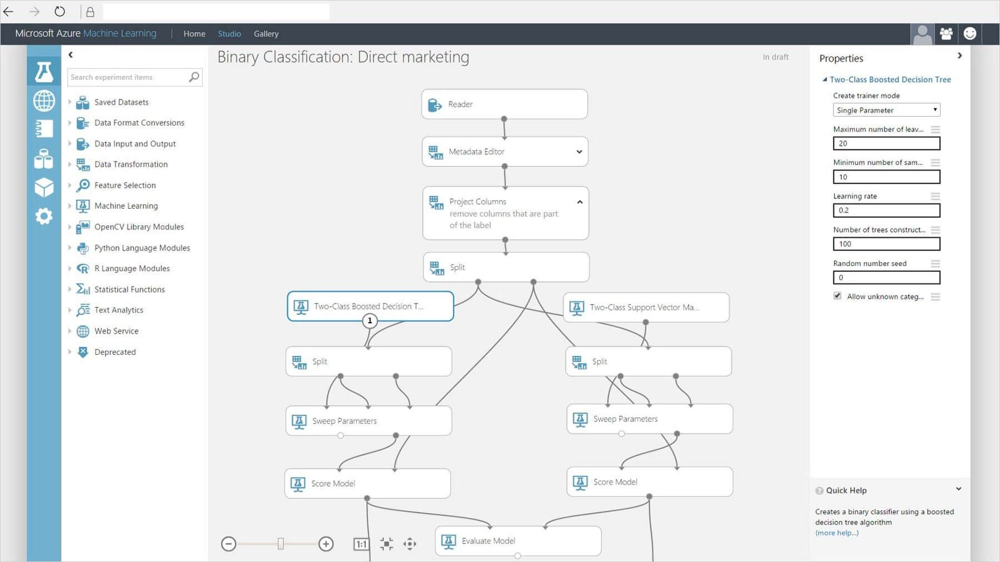 Microsoft Azure Machine Learning
Home
Studio
Gallery
Search experiment items
Saved Datasets
Data Format Conversions
Data Input and Output
Data Transformation
Feature Selection
Machine Learning
OpenCV Library Modules
Python Language Modules
R Language Modules
Statistical Functions
Text Analytics
Web Service
Deprecated
Binary Classification: Direct marketing
In draft
Reader
Metadata Editor
Project Columns
remove columns that are part
of the label
Split
Two-Class Boosted Decision T...
1
Two-Class Support Vector Ma...
Split
Split
Sweep Parameters
Sweep Parameters
Score Model
Score Model
Evaluate Model
1:1
Properties
Two-Class Boosted Decision Tree
Create trainer mode
Single Parameter
Maximum number of leav...
20
Minimum number of sam...
10
Learning rate
0.2
Number of trees construct...
100
Random number seed
0
Allow unknown categ...
? Quick Help
Creates a binary classifier using a boosted
decision tree algorithm
(more help...)